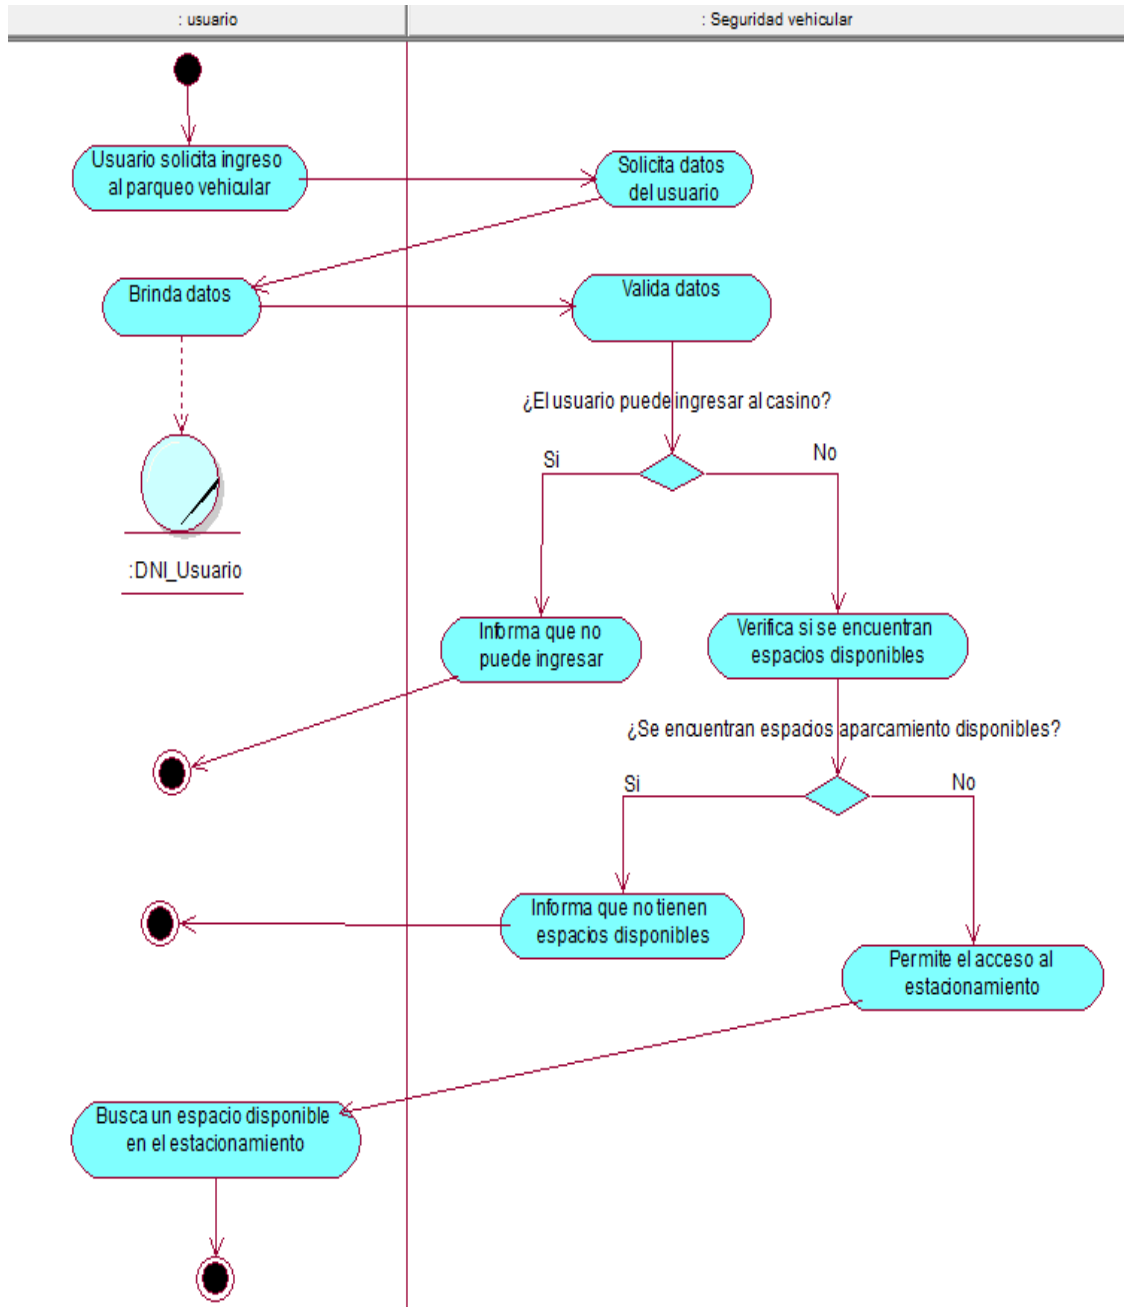 : usuario
: Seguridad vehicular
Usuario solicita ingreso
al parqueo vehicular
Solicita datos
del usuario
Brinda datos
Valida datos
¿El usuario puede ingresar al casino?
Si
No
:DNI_Usuario
Informa que no
puede ingresar
Verifica si se encuentran
espacios disponibles
¿Se encuentran espacios aparcamiento disponibles?
Si
No
Informa que no tienen
espacios disponibles
Permite el acceso al
estacionamiento
Busca un espacio disponible
en el estacionamiento